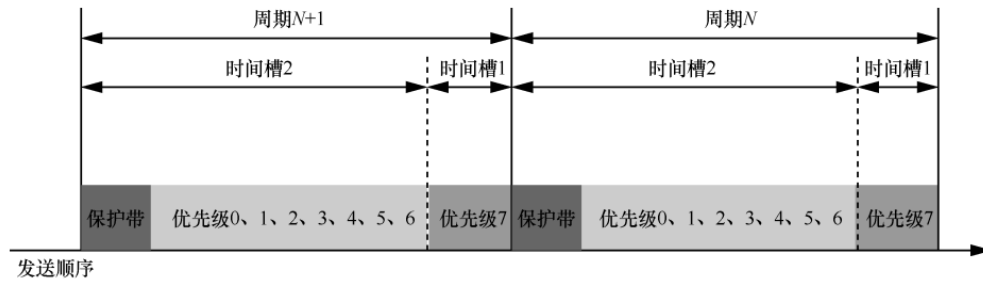 周期N+1 周期N
时间槽2 时间槽1 时间槽2 时间槽1
保护带 优先级0、1、2、3、4、5、6 优先级7 保护带 优先级0、1、2、3、4、5、6 优先级7
发送顺序